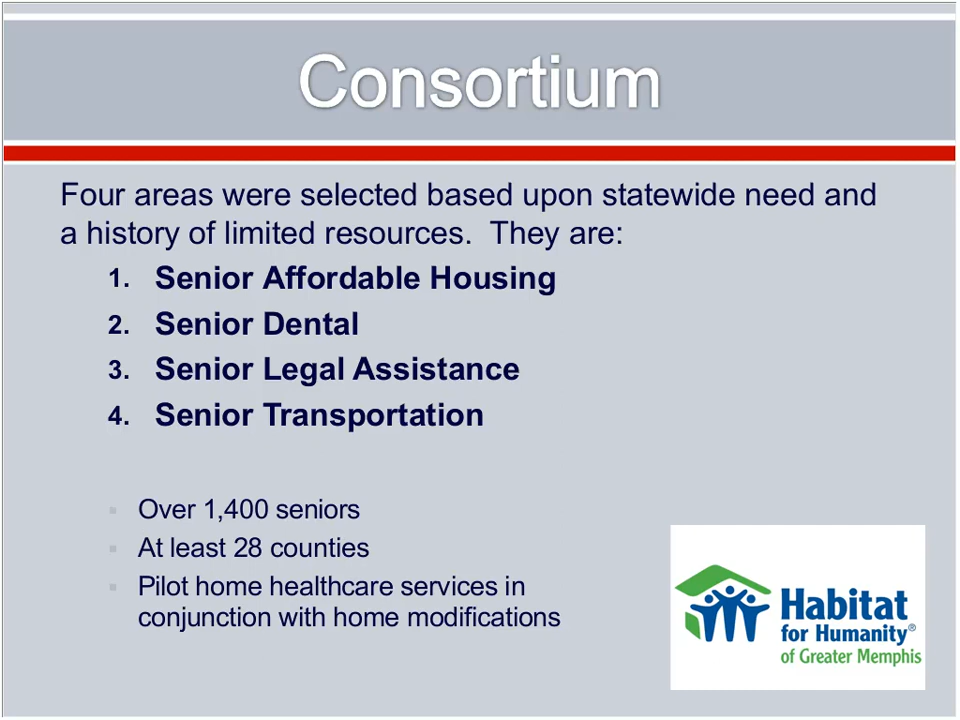 Consortium
Four areas were selected based upon statewide need and
a history of limited resources.  They are:
1. Senior Affordable Housing
2. Senior Dental
3. Senior Legal Assistance
4. Senior Transportation
▪ Over 1,400 seniors
▪ At least 28 counties
▪ Pilot home healthcare services in
conjunction with home modifications
Habitat
for Humanity®
of Greater Memphis